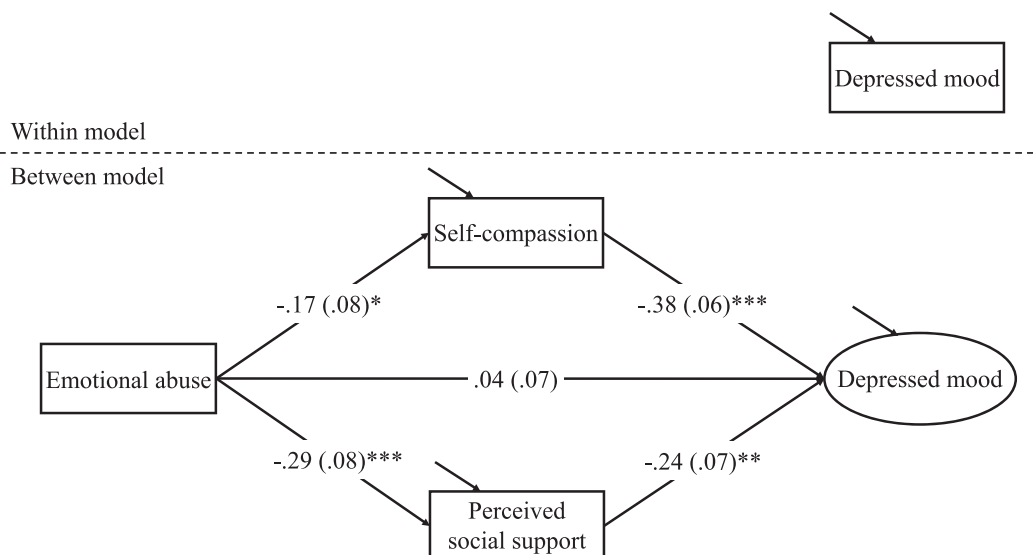 Depressed mood
Within model
Between model
Self-compassion
-.17 (.08)*
-.38 (.06)***
Emotional abuse
.04 (.07)
Depressed mood
-.29 (.08)***
-.24 (.07)**
Perceived
social support